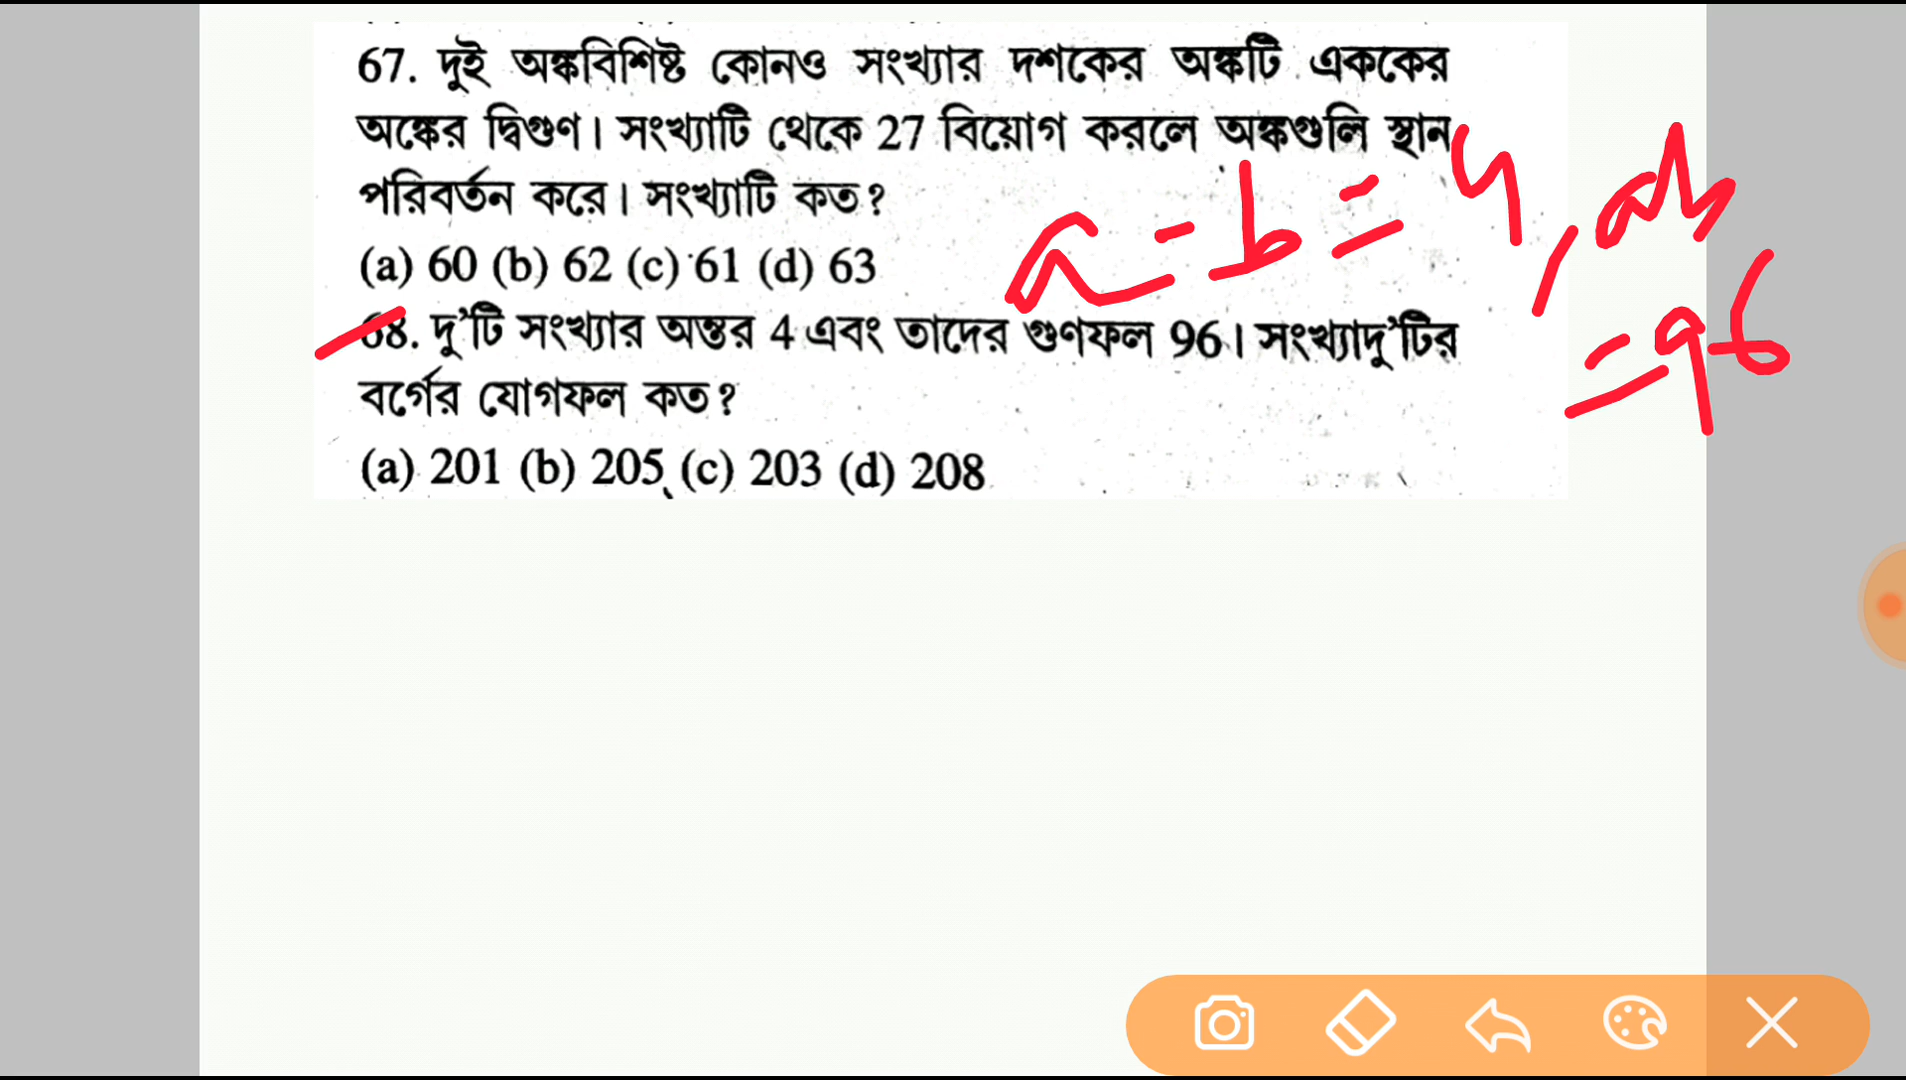 67. দুই অঙ্কবিশিষ্ট কোনও সংখ্যার দশকের অঙ্কটি এককের
অঙ্কের দ্বিগুণ। সংখ্যাটি থেকে 27 বিয়োগ করলে অঙ্কগুলি স্থান
পরিবর্তন করে। সংখ্যাটি কত?
a - b = 4, ab
= 96
(a) 60 (b) 62 (c) 61 (d) 63
68. দু'টি সংখ্যার অন্তর 4 এবং তাদের গুণফল 96। সংখ্যাদু'টির
বর্গের যোগফল কত?
(a) 201 (b) 205 (c) 203 (d) 208